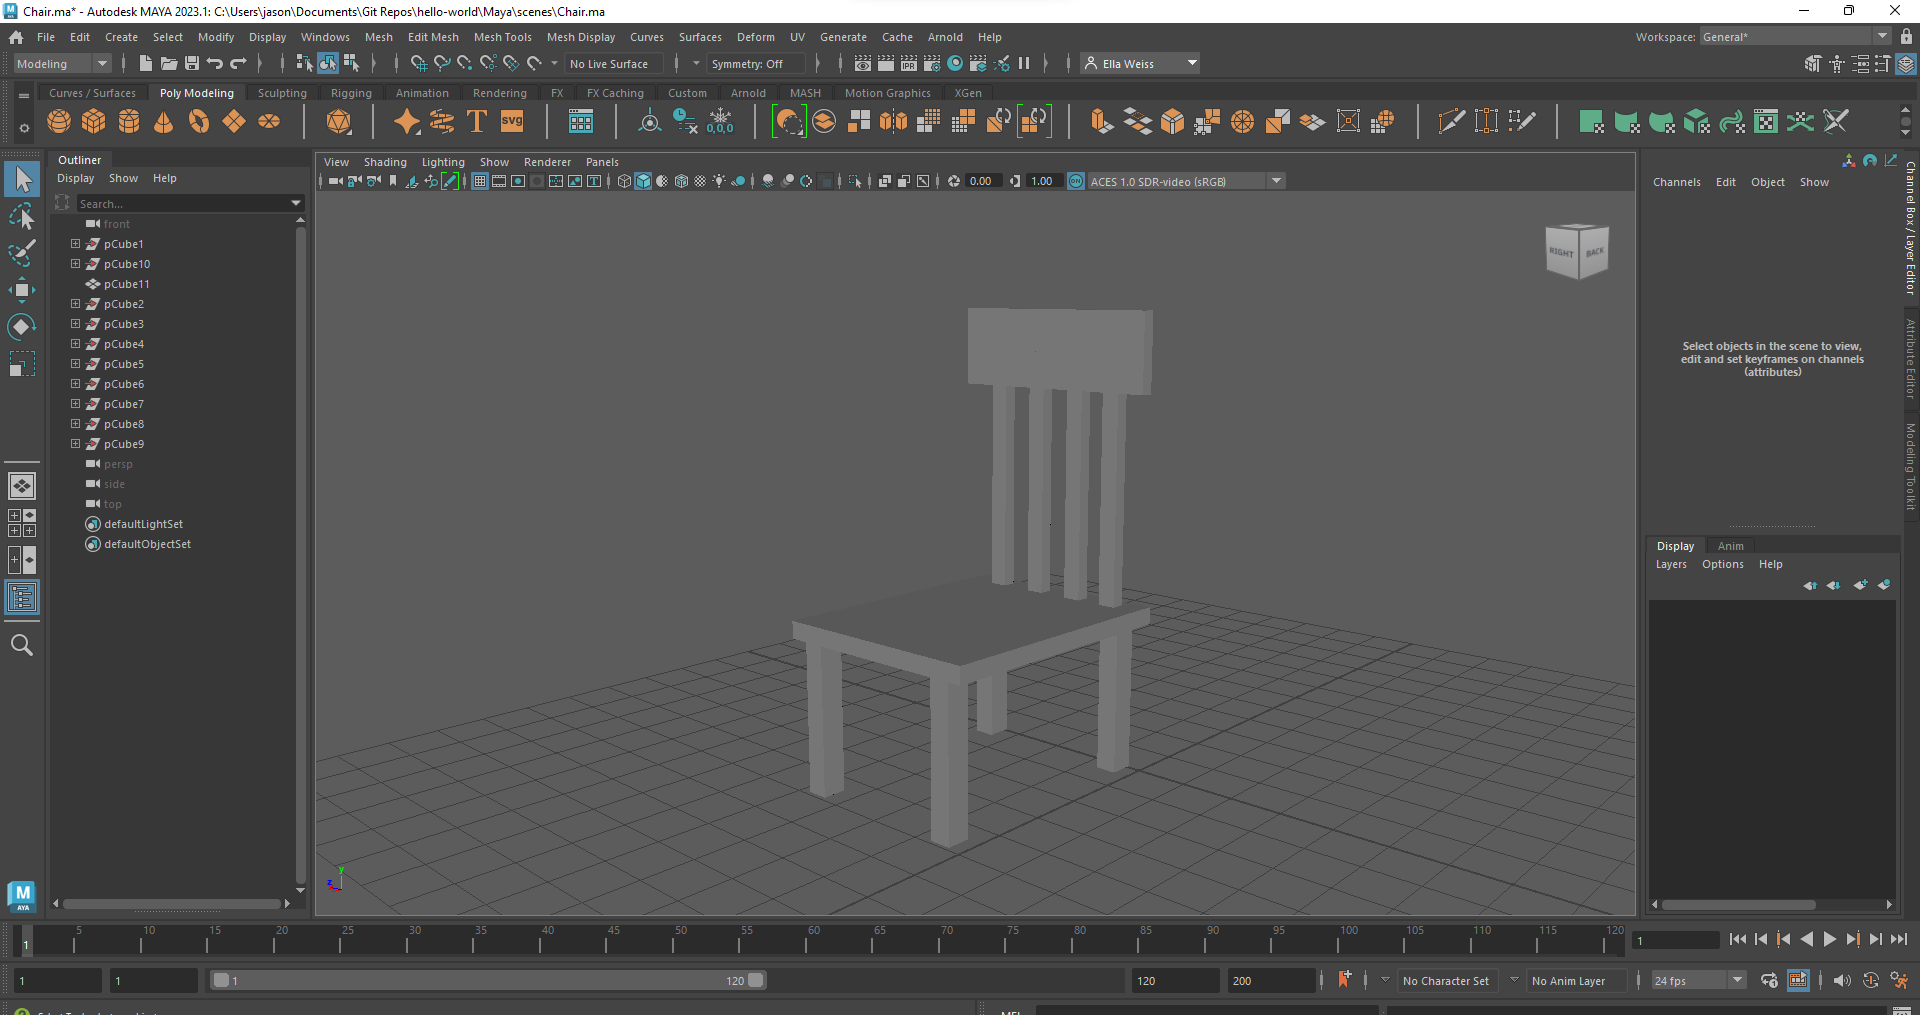 Chair.ma* - Autodesk MAYA 2023.1: C:\Users\jason\Documents\Git Repos\hello-world\Maya\scenes\Chair.ma
File Edit Create Select Modify Display Windows Mesh Edit Mesh Mesh Tools Mesh Display Curves Surfaces Deform UV Generate Cache Arnold Help Workspace: General*
Modeling No Live Surface Symmetry: Off IPR Ella Weiss
Curves / Surfaces Poly Modeling Sculpting Rigging Animation Rendering FX FX Caching Custom Arnold MASH Motion Graphics XGen
T svg 0,0,0
Outliner
Display Show Help
Search...
front
pCube1
pCube10
pCube11
pCube2
pCube3
pCube4
pCube5
pCube6
pCube7
pCube8
pCube9
persp
side
top
defaultLightSet
defaultObjectSet
View Shading Lighting Show Renderer Panels
0.00 1.00 ON ACES 1.0 SDR-video (sRGB)
RIGHT BACK
y
z
Channels Edit Object Show
Select objects in the scene to view,
edit and set keyframes on channels
(attributes)
Channel Box / Layer Editor
Attribute Editor
Modeling Toolkit
Display Anim
Layers Options Help
M
AYA
5 10 15 20 25 30 35 40 45 50 55 60 65 70 75 80 85 90 95 100 105 110 115 120
1 1
1 1 1 120 120 200 No Character Set No Anim Layer 24 fps